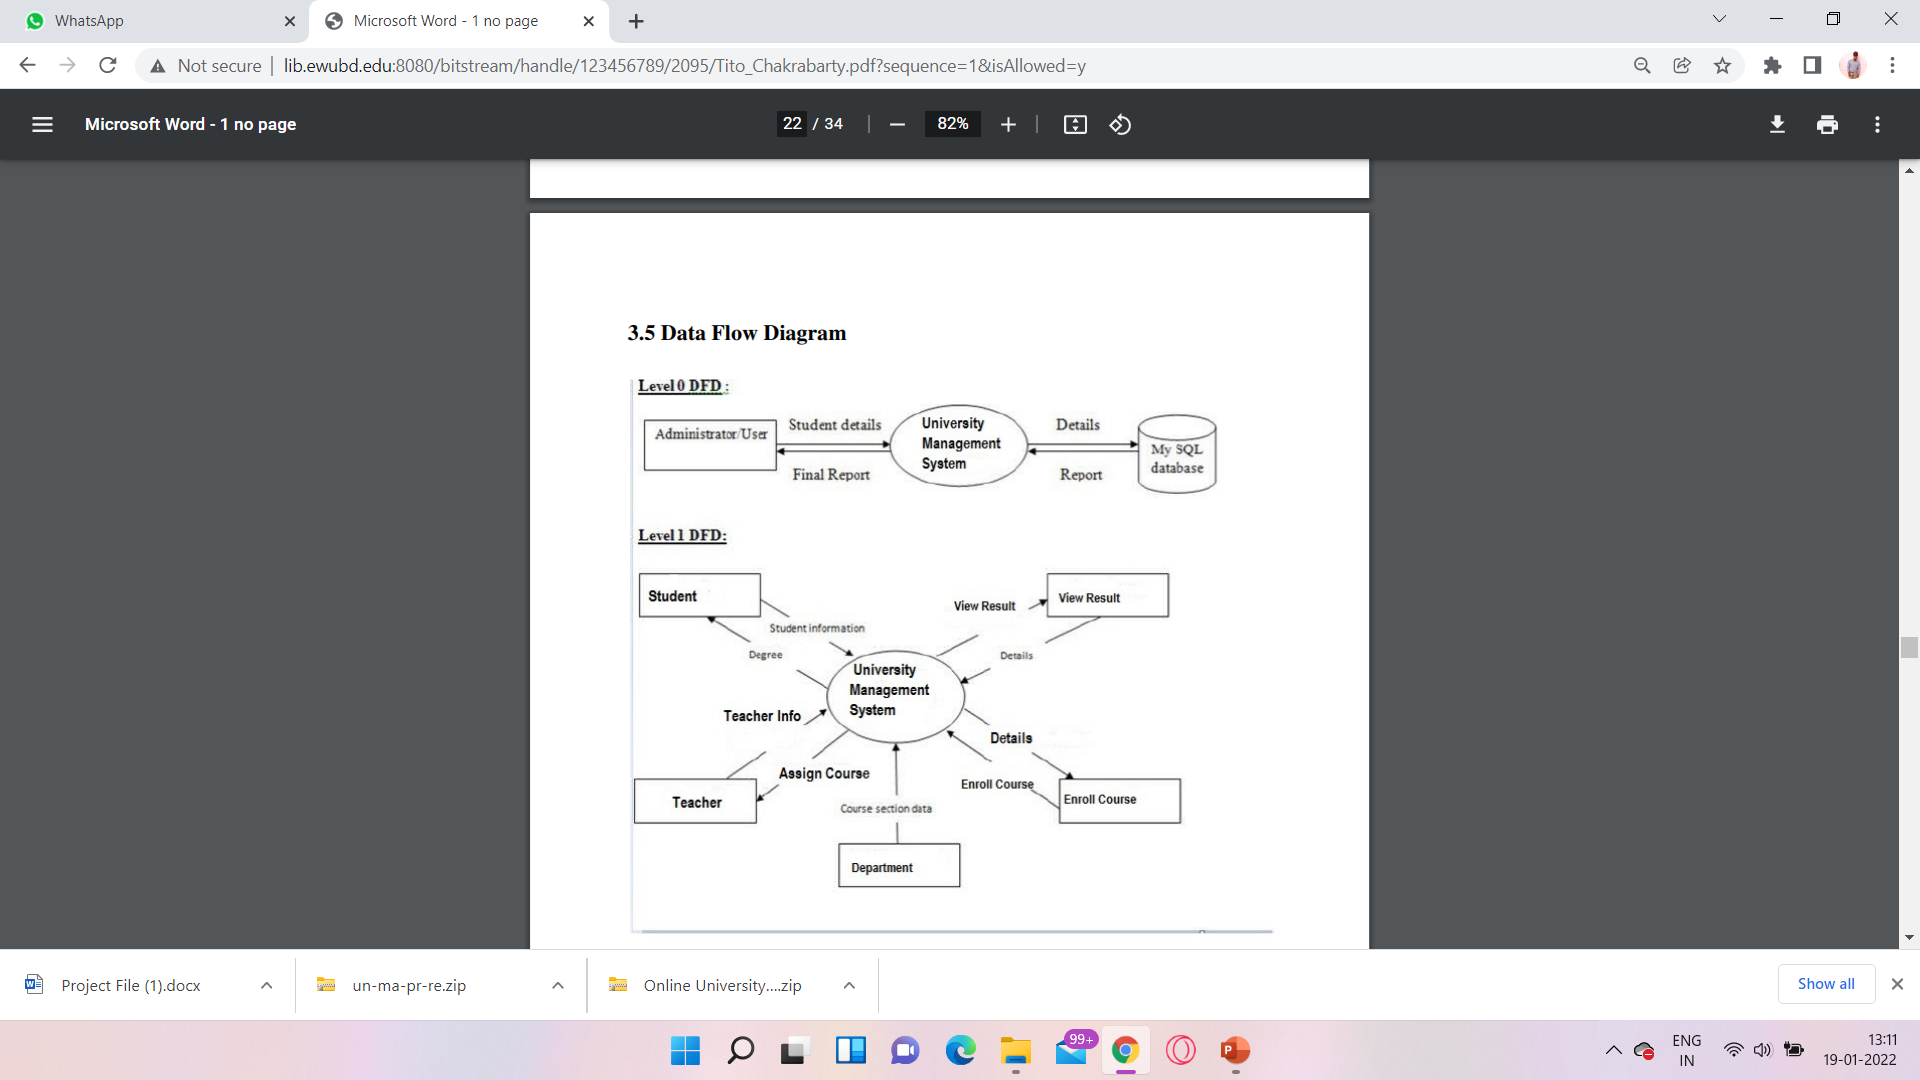 WhatsApp
Microsoft Word - 1 no page
Not secure
lib.ewubd.edu:8080/bitstream/handle/123456789/2095/Tito_Chakrabarty.pdf?sequence=1&isAllowed=y
Microsoft Word - 1 no page
22 / 34
82%
3.5 Data Flow Diagram
Level 0 DFD :
Administrator/User
Student details
Final Report
University
Management
System
Details
Report
My SQL
database
Level 1 DFD:
Student
Student information
Degree
View Result
View Result
Details
University
Management
System
Teacher Info
Assign Course
Teacher
Details
Enroll Course
Enroll Course
Course section data
Department
Project File (1).docx
un-ma-pr-re.zip
Online University....zip
Show all
99+
ENG
IN
13:11
19-01-2022